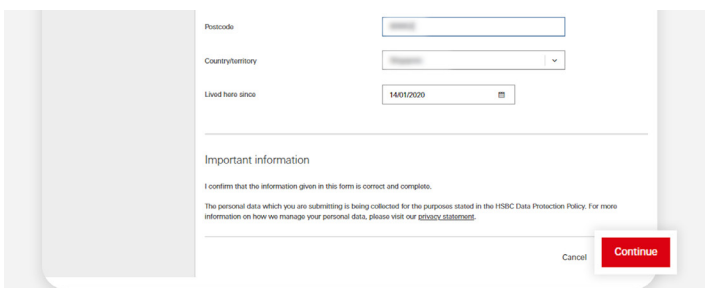 Postcode
Country/territory
Lived here since
14/01/2020
Important information
I confirm that the information given in this form is correct and complete.
The personal data which you are submitting is being collected for the purposes stated in the HSBC Data Protection Policy. For more
information on how we manage your personal data, please visit our privacy statement.
Cancel
Continue